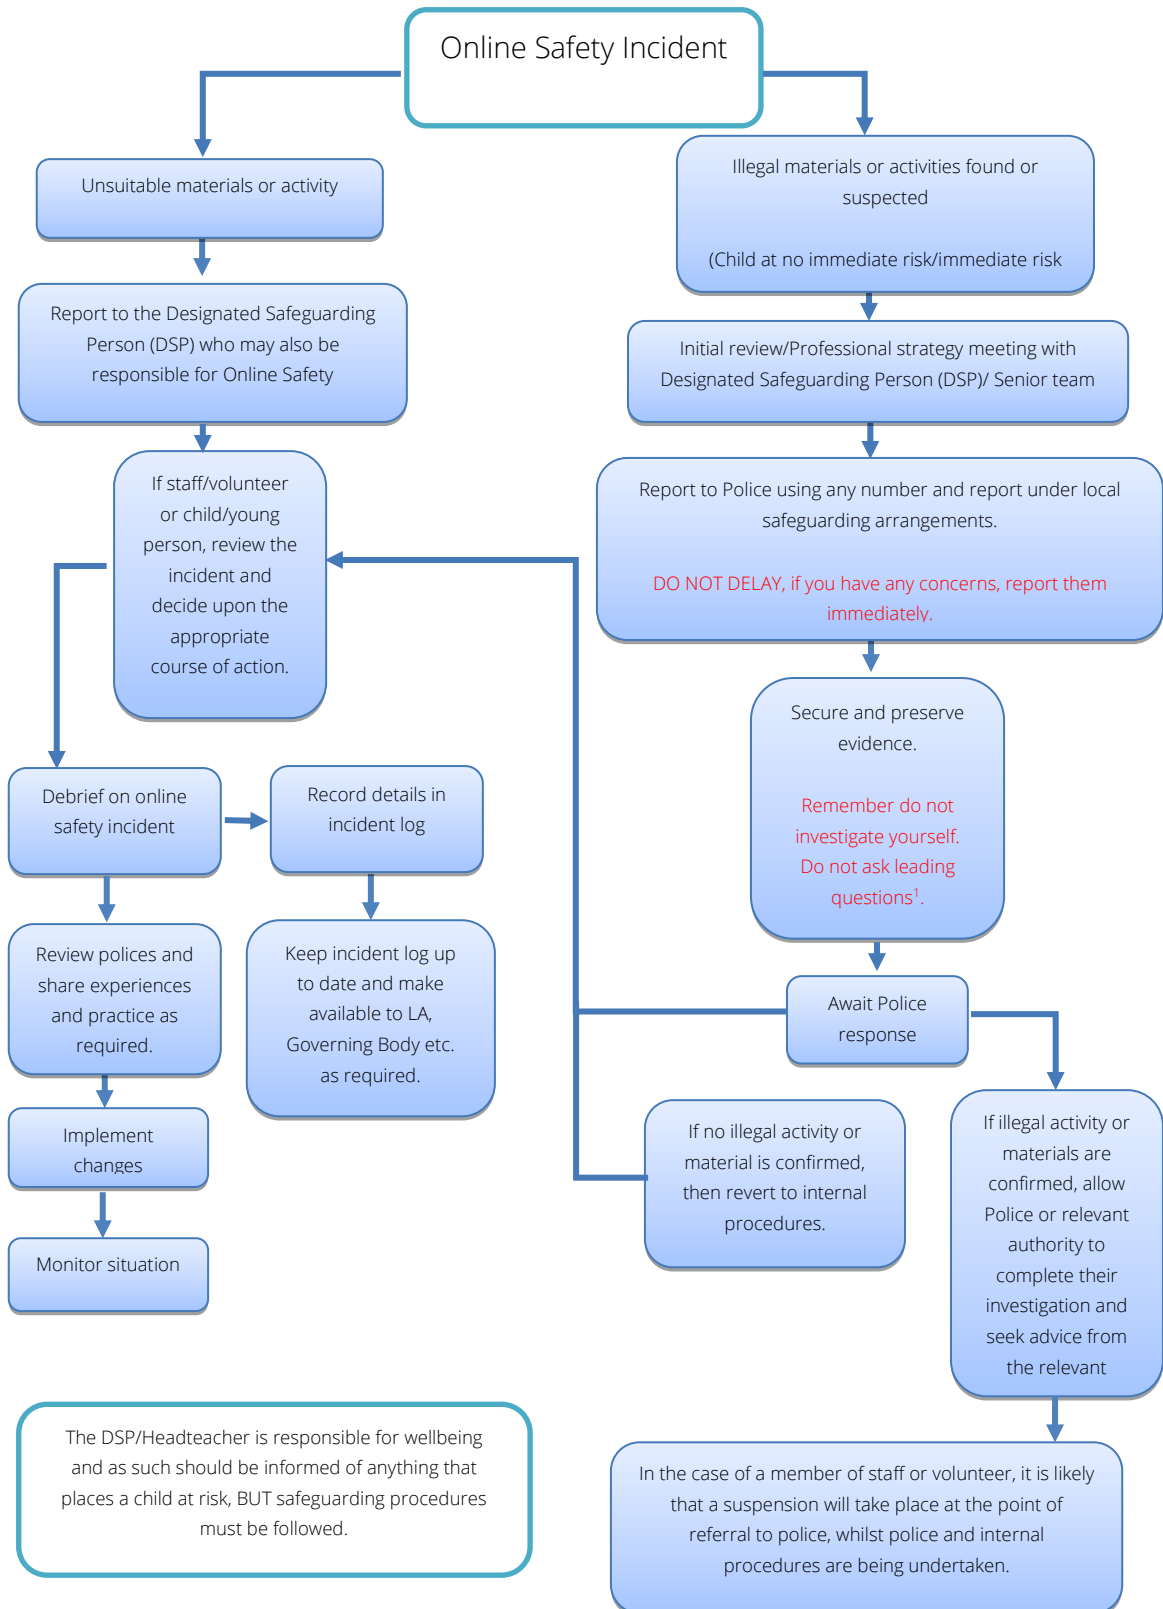 Online Safety Incident
Unsuitable materials or activity
Report to the Designated Safeguarding
Person (DSP) who may also be
responsible for Online Safety
If staff/volunteer
or child/young
person, review the
incident and
decide upon the
appropriate
course of action.
Debrief on online
safety incident
Record details in
incident log
Review polices and
share experiences
and practice as
required.
Keep incident log up
to date and make
available to LA,
Governing Body etc.
as required.
Implement
changes
Monitor situation
Illegal materials or activities found or
suspected
(Child at no immediate risk/immediate risk
Initial review/Professional strategy meeting with
Designated Safeguarding Person (DSP)/ Senior team
Report to Police using any number and report under local
safeguarding arrangements.
DO NOT DELAY, if you have any concerns, report them
immediately.
Secure and preserve
evidence.
Remember do not
investigate yourself.
Do not ask leading
questions¹.
Await Police
response
If no illegal activity or
material is confirmed,
then revert to internal
procedures.
If illegal activity or
materials are
confirmed, allow
Police or relevant
authority to
complete their
investigation and
seek advice from
the relevant
In the case of a member of staff or volunteer, it is likely
that a suspension will take place at the point of
referral to police, whilst police and internal
procedures are being undertaken.
The DSP/Headteacher is responsible for wellbeing
and as such should be informed of anything that
places a child at risk, BUT safeguarding procedures
must be followed.